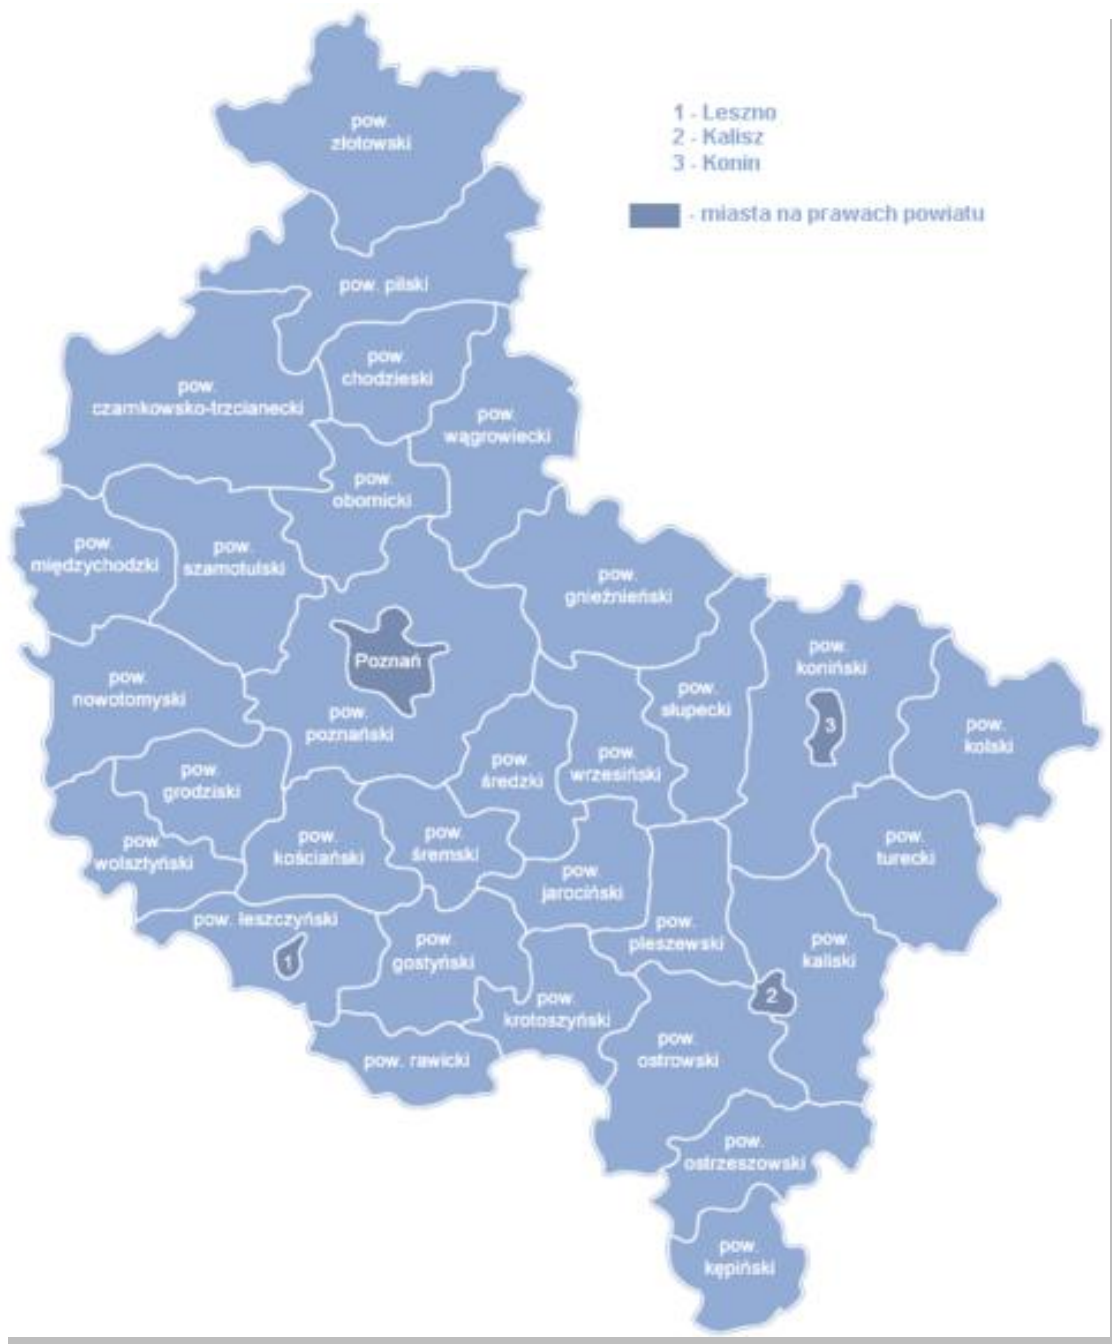 pow.
złotowski
1 - Leszno
2 - Kalisz
3 - Konin
- miasta na prawach powiatu
pow. pilski
pow.
chodzieski
pow.
czarnkowsko-trzcianecki
pow.
wągrowiecki
pow.
obornicki
pow.
międzychodzki
pow.
szamotulski
pow.
gnieźnieński
Poznań
pow.
koniński
pow.
nowotomyski
pow.
słupecki
pow.
poznański
3
pow.
kolski
pow.
średzki
pow.
wrzesiński
pow.
grodziski
pow.
wolsztyński
pow.
kościański
pow.
śremski
pow.
turecki
pow.
jarociński
pow. leszczyński
pow.
pleszewski
pow.
gostyński
pow.
kaliski
1
2
pow.
krotoszyński
pow. rawicki
pow.
ostrowski
pow.
ostrzeszowski
pow.
kępiński